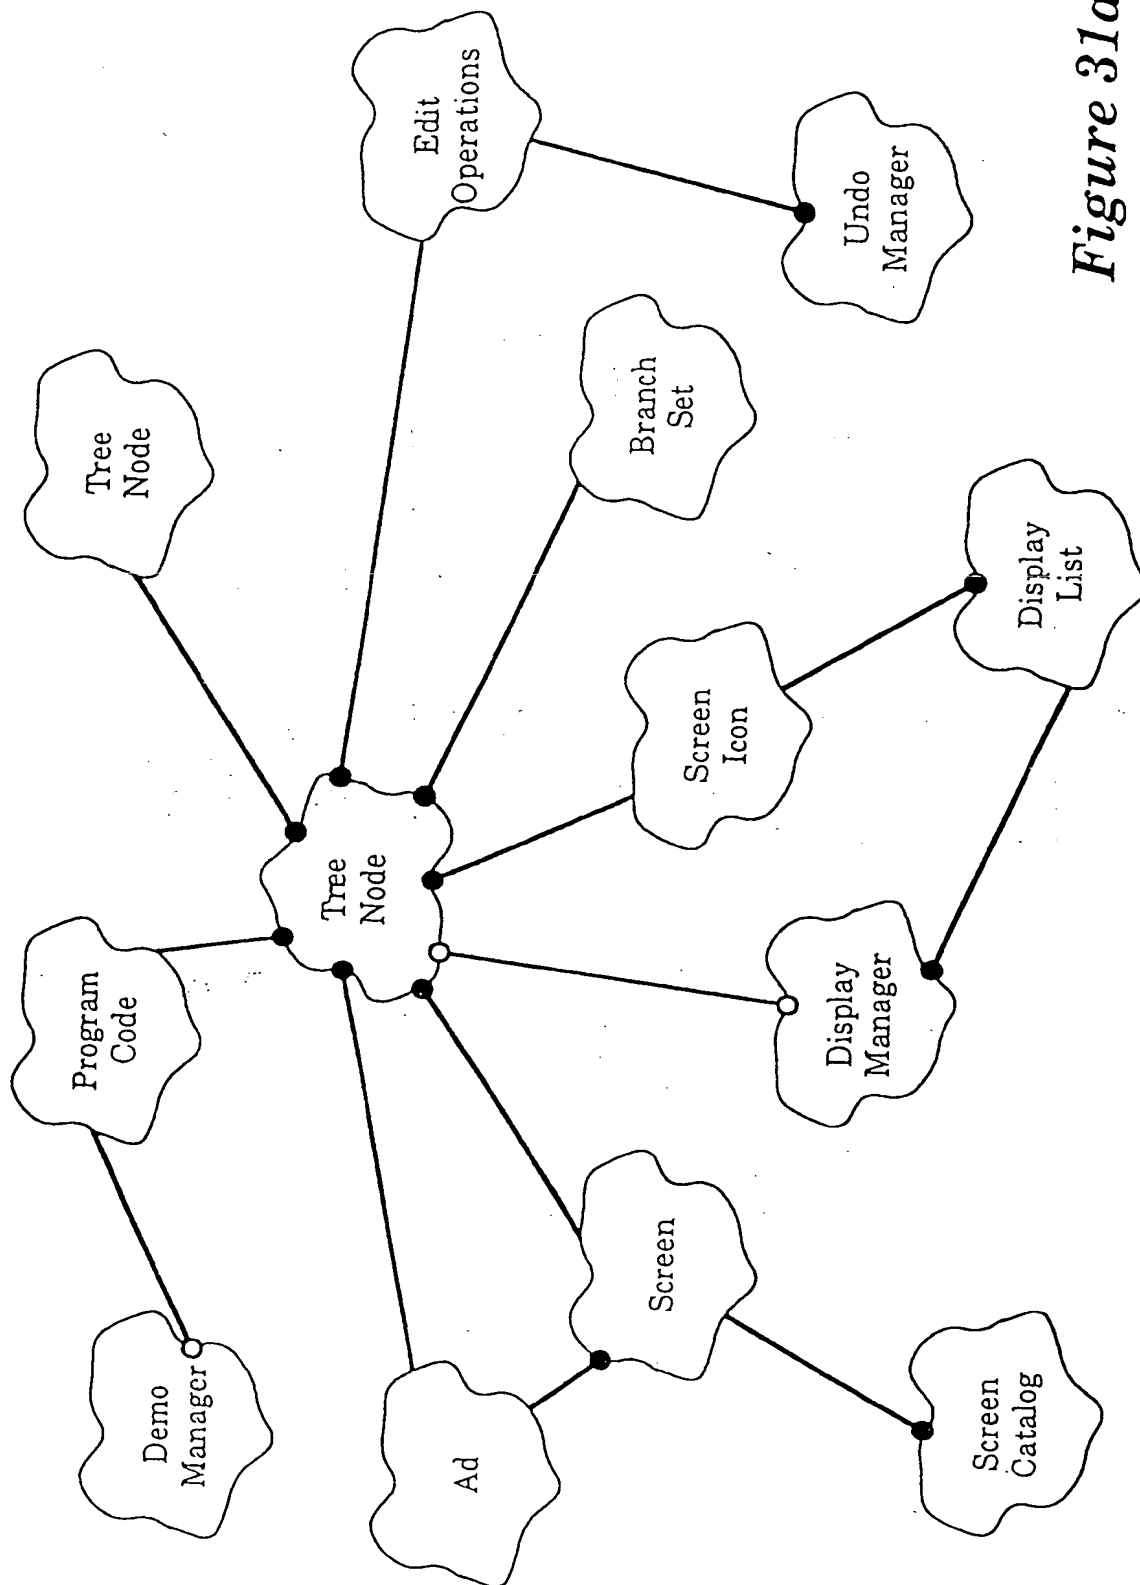 Demo
Manager
Program
Code
Tree
Node
Ad
Tree
Node
Edit
Operations
Screen
Screen
Icon
Branch
Set
Display
Manager
Undo
Manager
Screen
Catalog
Display
List
Figure 31a